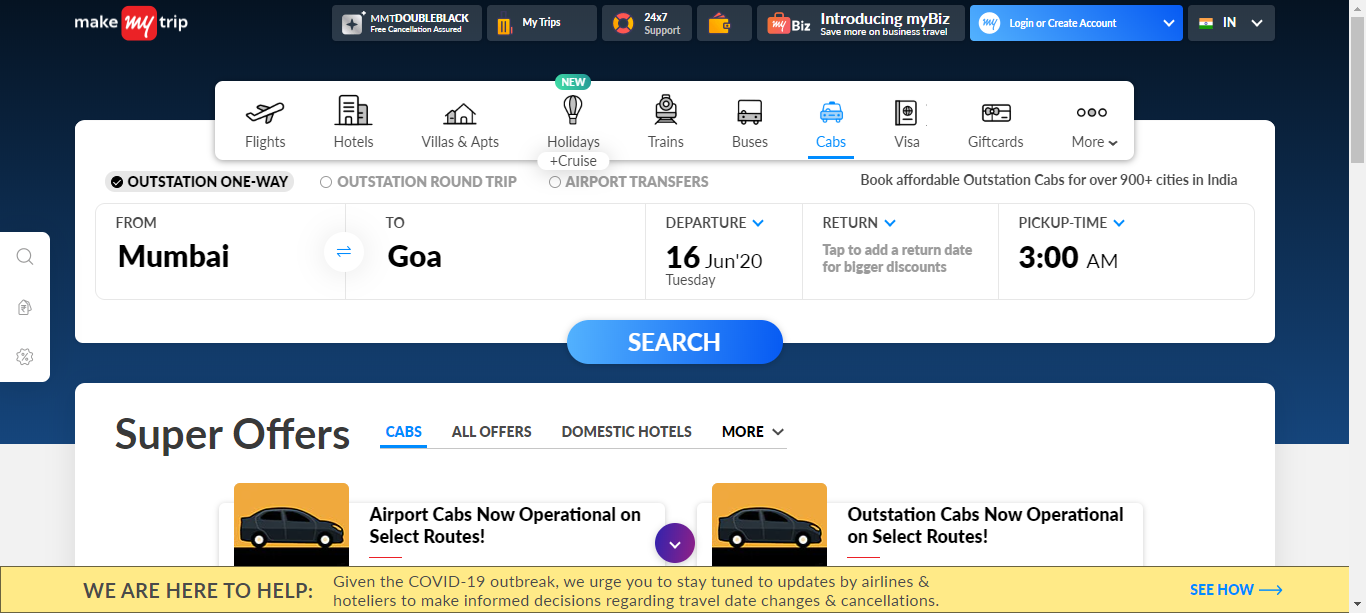 make my trip
MMTDOUBLEBLACK
Free Cancellation Assured
My Trips
24x7
Support
my Biz
Introducing myBiz
Save more on business travel
my
Login or Create Account
IN
NEW
Flights
Hotels
Villas & Apts
Holidays
Trains
Buses
Cabs
Visa
Giftcards
More
+Cruise
OUTSTATION ONE-WAY
OUTSTATION ROUND TRIP
AIRPORT TRANSFERS
Book affordable Outstation Cabs for over 900+ cities in India
FROM
Mumbai
TO
Goa
DEPARTURE
16 Jun'20
Tuesday
RETURN
Tap to add a return date
for bigger discounts
PICKUP-TIME
3:00 AM
SEARCH
Super Offers
CABS
ALL OFFERS
DOMESTIC HOTELS
MORE
Airport Cabs Now Operational on
Select Routes!
Outstation Cabs Now Operational
on Select Routes!
WE ARE HERE TO HELP:
Given the COVID-19 outbreak, we urge you to stay tuned to updates by airlines &
hoteliers to make informed decisions regarding travel date changes & cancellations.
SEE HOW